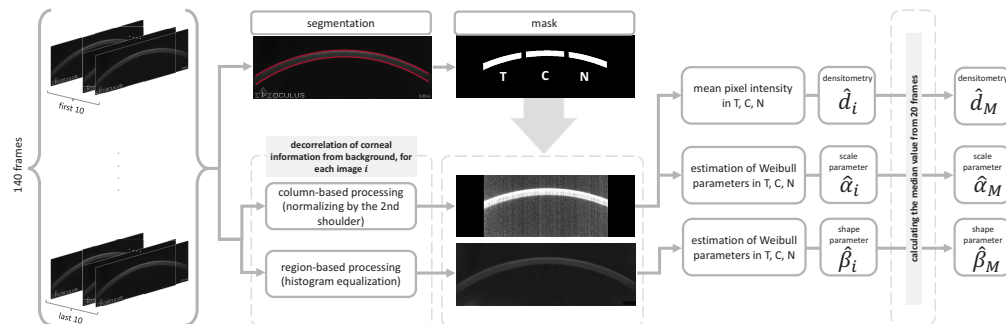 140 frames
OCULUS
first 10
OCULUS
last 10
segmentation
OCULUS
mask
T C N
decorrelation of corneal
information from background, for
each image i
column-based processing
(normalizing by the 2nd
shoulder)
region-based processing
(histogram equalization)
mean pixel intensity
in T, C, N
densitometry
d̂i
estimation of Weibull
parameters in T, C, N
scale
parameter
α̂i
estimation of Weibull
parameters in T, C, N
shape
parameter
β̂i
calculating the median value from 20 frames
densitometry
d̂M
scale
parameter
α̂M
shape
parameter
β̂M